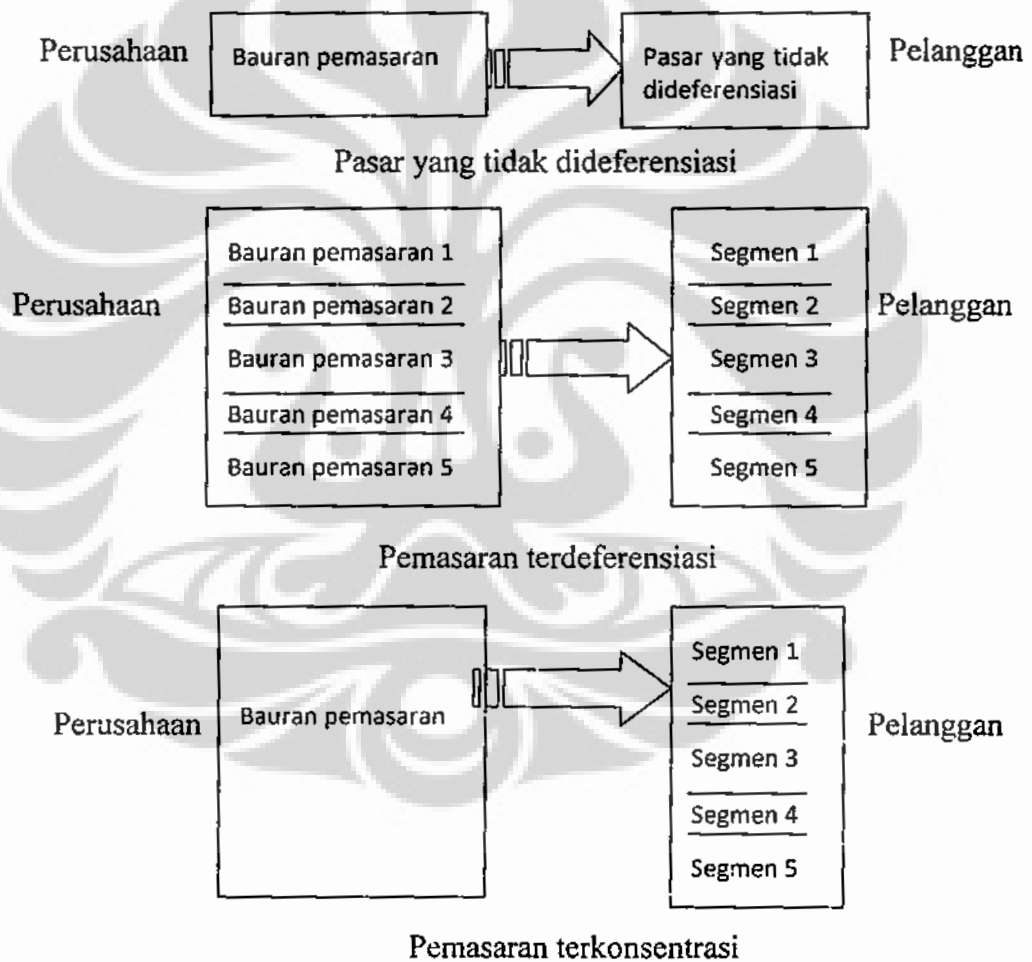 Perusahaan
Bauran pemasaran
Pasar yang tidak
dideferensiasi
Pelanggan
Pasar yang tidak dideferensiasi
Perusahaan
Bauran pemasaran 1
Bauran pemasaran 2
Bauran pemasaran 3
Bauran pemasaran 4
Bauran pemasaran 5
Segmen 1
Segmen 2
Segmen 3
Segmen 4
Segmen 5
Pelanggan
Pemasaran terdeferensiasi
Perusahaan
Bauran pemasaran
Segmen 1
Segmen 2
Segmen 3
Segmen 4
Segmen 5
Pelanggan
Pemasaran terkonsentrasi